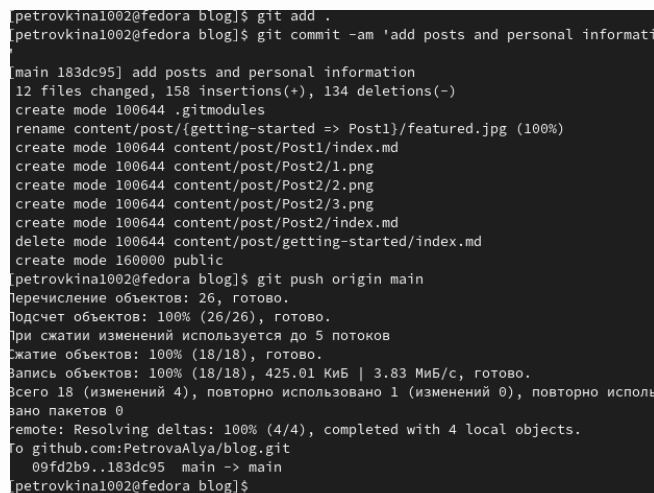 [petrovkina1002@fedora blog]$ git add .
[petrovkina1002@fedora blog]$ git commit -am 'add posts and personal informati
'
[main 183dc95] add posts and personal information
 12 files changed, 158 insertions(+), 134 deletions(-)
 create mode 100644 .gitmodules
 rename content/post/{getting-started => Post1}/featured.jpg (100%)
 create mode 100644 content/post/Post1/index.md
 create mode 100644 content/post/Post2/1.png
 create mode 100644 content/post/Post2/2.png
 create mode 100644 content/post/Post2/3.png
 create mode 100644 content/post/Post2/index.md
 delete mode 100644 content/post/getting-started/index.md
 create mode 160000 public
[petrovkina1002@fedora blog]$ git push origin main
Перечисление объектов: 26, готово.
Подсчет объектов: 100% (26/26), готово.
При сжатии изменений используется до 5 потоков
Сжатие объектов: 100% (18/18), готово.
Запись объектов: 100% (18/18), 425.01 КиБ | 3.83 МиБ/с, готово.
Всего 18 (изменений 4), повторно использовано 1 (изменений 0), повторно исполь
зовано пакетов 0
remote: Resolving deltas: 100% (4/4), completed with 4 local objects.
To github.com:PetrovaAlya/blog.git
   09fd2b9..183dc95  main -> main
[petrovkina1002@fedora blog]$